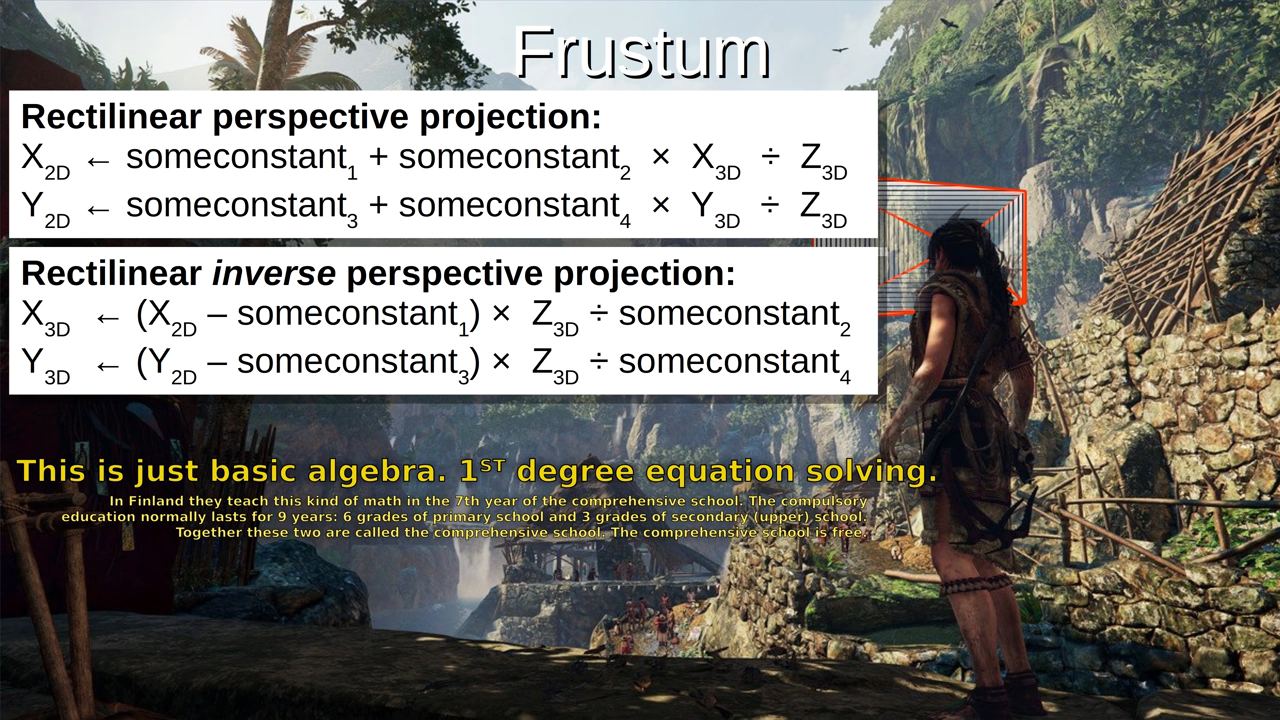 Frustum
Rectilinear perspective projection:
X2D ← someconstant1 + someconstant2 × X3D ÷ Z3D
Y2D ← someconstant3 + someconstant4 × Y3D ÷ Z3D
Rectilinear inverse perspective projection:
X3D ← (X2D – someconstant1) × Z3D ÷ someconstant2
Y3D ← (Y2D – someconstant3) × Z3D ÷ someconstant4
This is just basic algebra. 1ST degree equation solving.
In Finland they teach this kind of math in the 7th year of the comprehensive school. The compulsory
education normally lasts for 9 years: 6 grades of primary school and 3 grades of secondary (upper) school.
Together these two are called the comprehensive school. The comprehensive school is free.